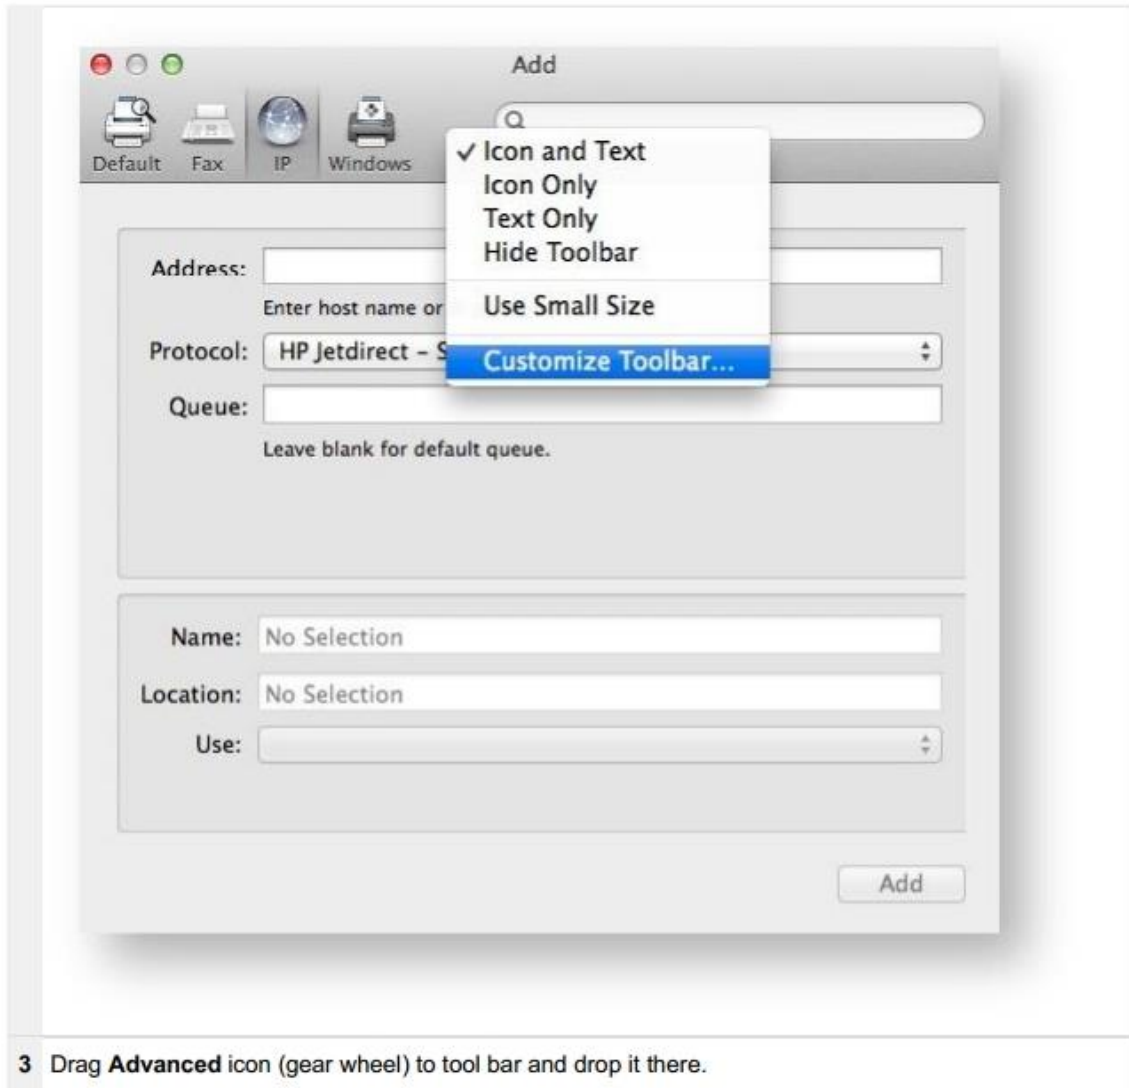 Add
Default Fax IP Windows
✓ Icon and Text
Icon Only
Text Only
Hide Toolbar
Use Small Size
Customize Toolbar...
Address:
Enter host name or
Protocol: HP Jetdirect – S
Queue:
Leave blank for default queue.
Name: No Selection
Location: No Selection
Use:
Add
3 Drag Advanced icon (gear wheel) to tool bar and drop it there.